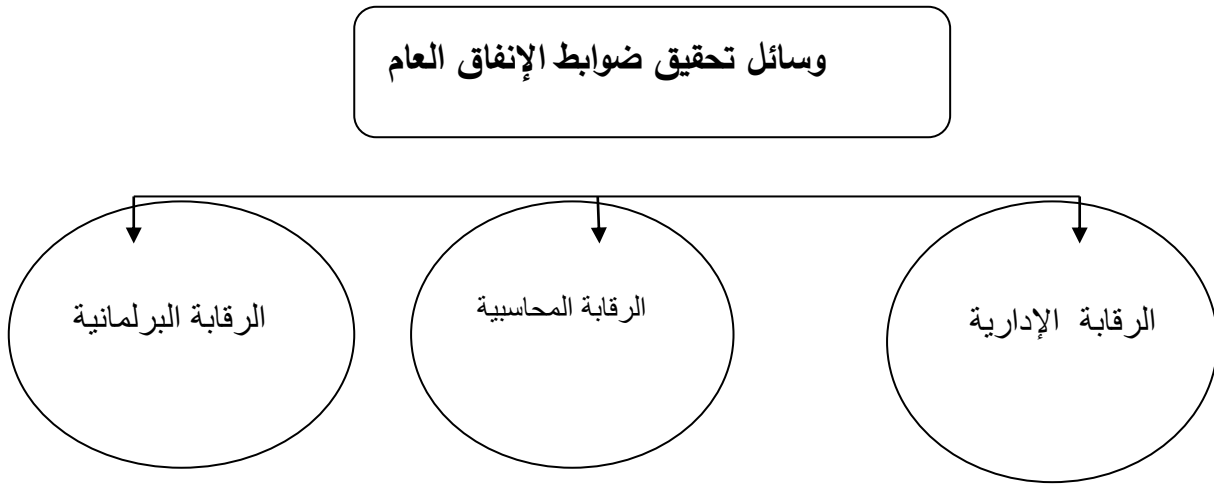 وسائل تحقيق ضوابط الإنفاق العام
الرقابة الإدارية
الرقابة المحاسبية
الرقابة البرلمانية